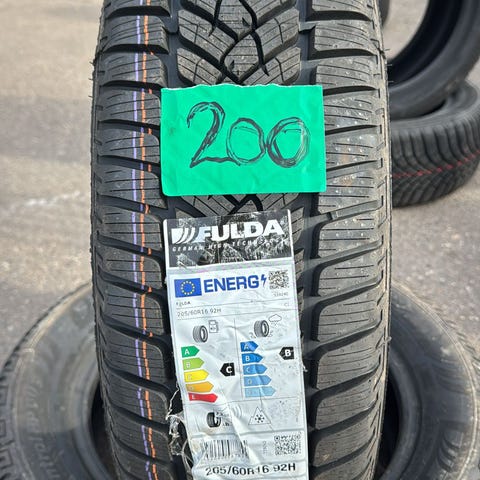 200
FULDA
GERMAN HIGH TECH
ENERG
FULDA
205/60R16 92H
A
B
C
D
E
A
B
C
D
E
C
B
205/60R16 92H